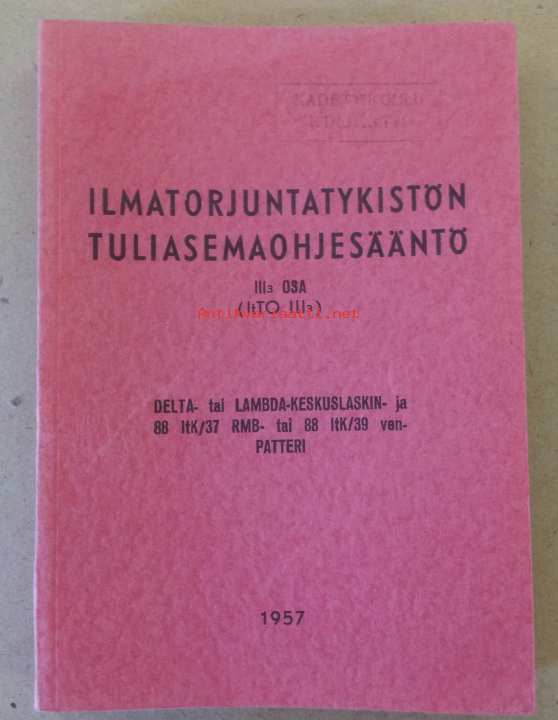 KADETTIKOULU
ILMATORJUNTATYKISTÖN
TULIASEMAOHJESÄÄNTÖ
III₃ OSA
(ItTO III₃)
Antikvariaatti.net
DELTA- tai LAMBDA-KESKUSLASKIN- ja
88 ItK/37 RMB- tai 88 ItK/39 ven-
PATTERI
1957